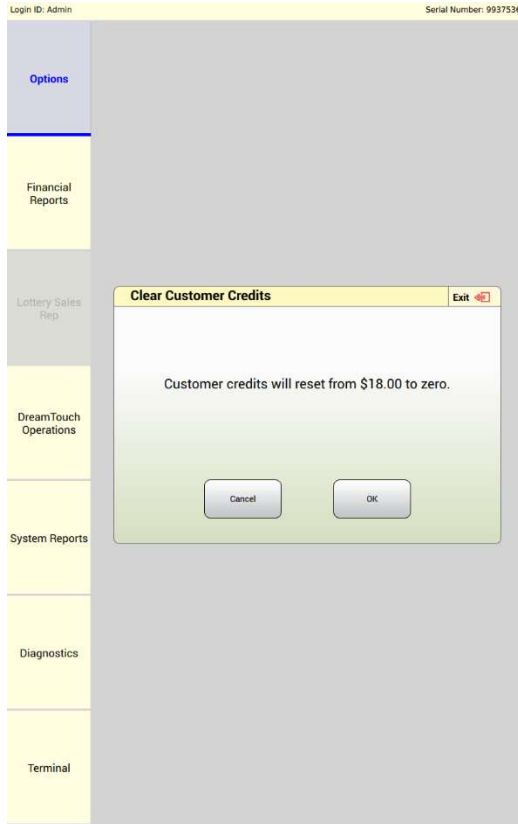 Login ID: Admin
Serial Number: 9937536
Options
Financial
Reports
Lottery Sales
Rep
DreamTouch
Operations
System Reports
Diagnostics
Terminal
Clear Customer Credits
Exit
Customer credits will reset from $18.00 to zero.
Cancel
OK